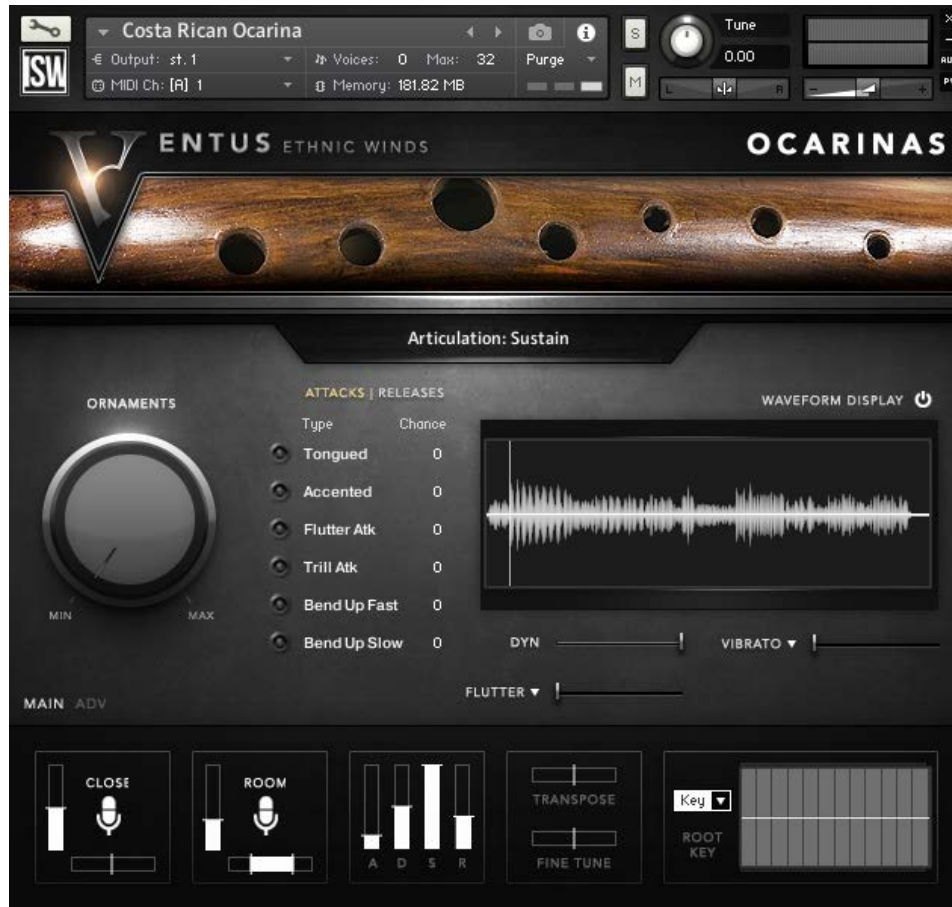 Costa Rican Ocarina
Output: st. 1
Voices: 0 Max: 32
Purge
MIDI Ch: [A] 1
Memory: 181.82 MB
ISW
S
M
Tune
0.00
L
R
-
+
AU
VENTUS ETHNIC WINDS
OCARINAS
Articulation: Sustain
ORNAMENTS
MIN
MAX
ATTACKS | RELEASES
Type Chance
Tongued 0
Accented 0
Flutter Atk 0
Trill Atk 0
Bend Up Fast 0
Bend Up Slow 0
WAVEFORM DISPLAY
DYN
VIBRATO
FLUTTER
MAIN ADV
CLOSE
ROOM
A D S R
TRANSPOSE
FINE TUNE
Key
ROOT
KEY